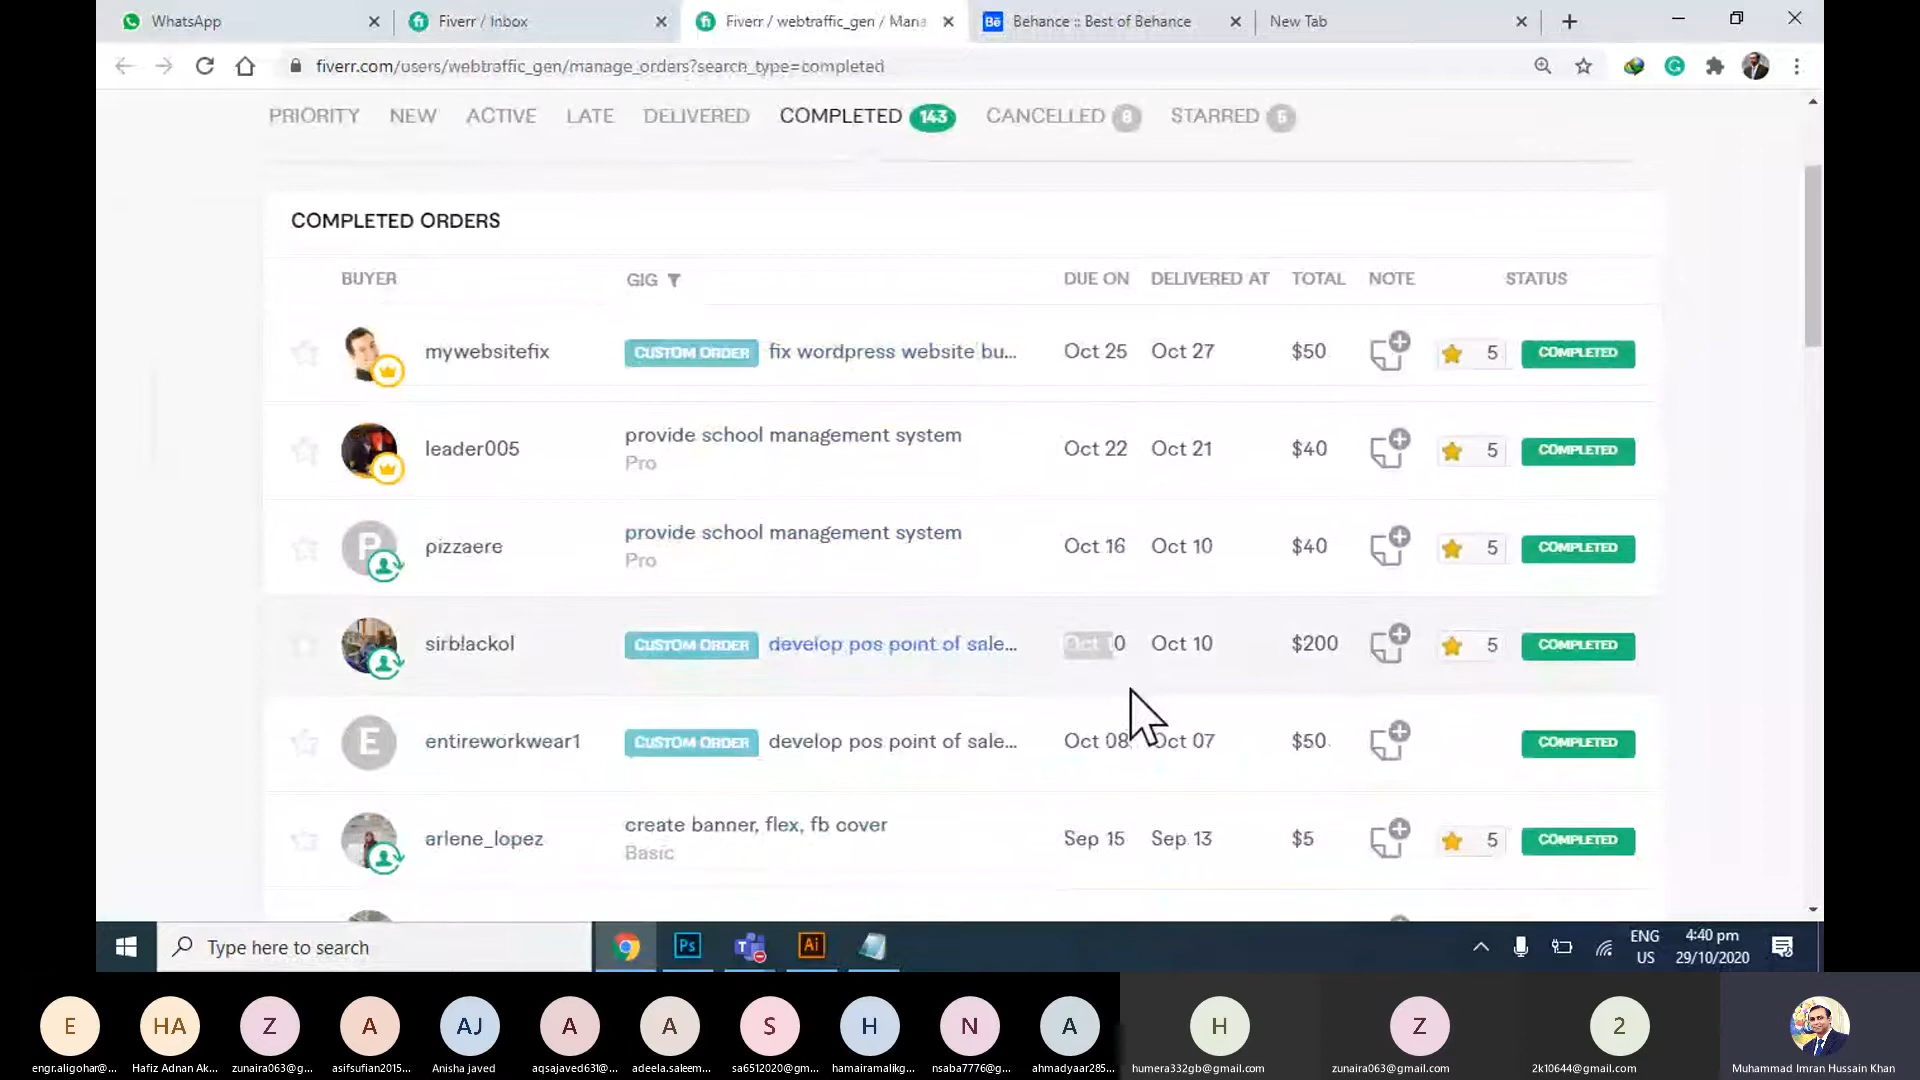 WhatsApp
Fiverr / Inbox
Fiverr / webtraffic_gen / Mana
Bē
Behance :: Best of Behance
New Tab
fiverr.com/users/webtraffic_gen/manage_orders?search_type=completed
PRIORITY NEW ACTIVE LATE DELIVERED COMPLETED 143 CANCELLED 8 STARRED 5
COMPLETED ORDERS
BUYER GIG DUE ON DELIVERED AT TOTAL NOTE STATUS
mywebsitefix CUSTOM ORDER fix wordpress website bu... Oct 25 Oct 27 $50 5 COMPLETED
leader005 provide school management system Oct 22 Oct 21 $40 5 COMPLETED
Pro
P pizzaere provide school management system Oct 16 Oct 10 $40 5 COMPLETED
Pro
sirblackol CUSTOM ORDER develop pos point of sale... Oct 10 Oct 10 $200 5 COMPLETED
E entireworkwear1 CUSTOM ORDER develop pos point of sale... Oct 08 Oct 07 $50 COMPLETED
arlene_lopez create banner, flex, fb cover Sep 15 Sep 13 $5 5 COMPLETED
Basic
Type here to search
Ps
T
Ai
ENG
US
4:40 pm
29/10/2020
E HA Z A AJ A A S H N A H Z 2
engr.aligohar@... Hafiz Adnan Ak... zunaira063@g... asifsufian2015... Anisha javed aqsajaved631@... adeela.saleem... sa6512020@gm... hamairamalikg... nsaba7776@g... ahmadyaar285... humera332gb@gmail.com zunaira063@gmail.com 2k10644@gmail.com Muhammad Imran Hussain Khan